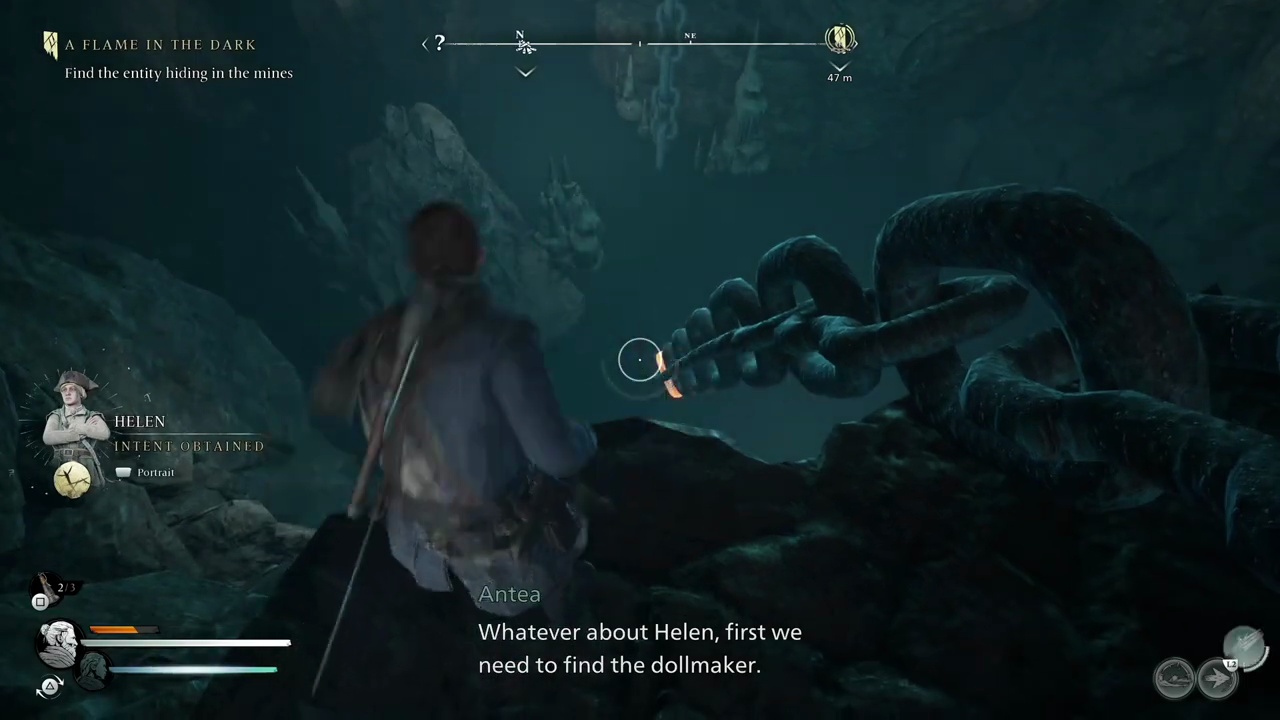 A FLAME IN THE DARK
Find the entity hiding in the mines
?
N
NE
47 m
HELEN
INTENT OBTAINED
Portrait
2/3
L2
Antea
Whatever about Helen, first we
need to find the dollmaker.